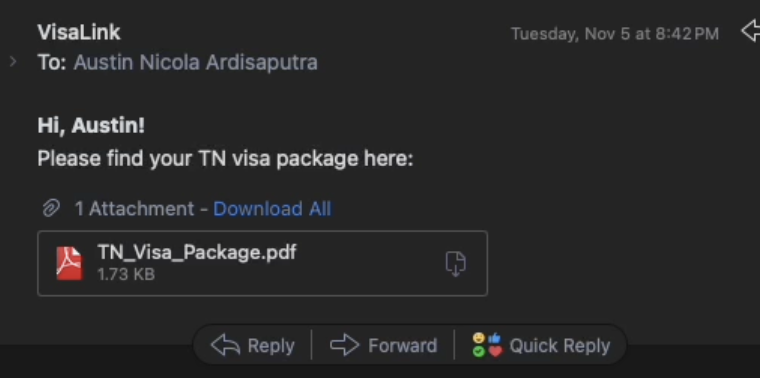 VisaLink
Tuesday, Nov 5 at 8:42 PM
To: Austin Nicola Ardisaputra
Hi, Austin!
Please find your TN visa package here:
1 Attachment - Download All
TN_Visa_Package.pdf
1.73 KB
Reply
Forward
Quick Reply